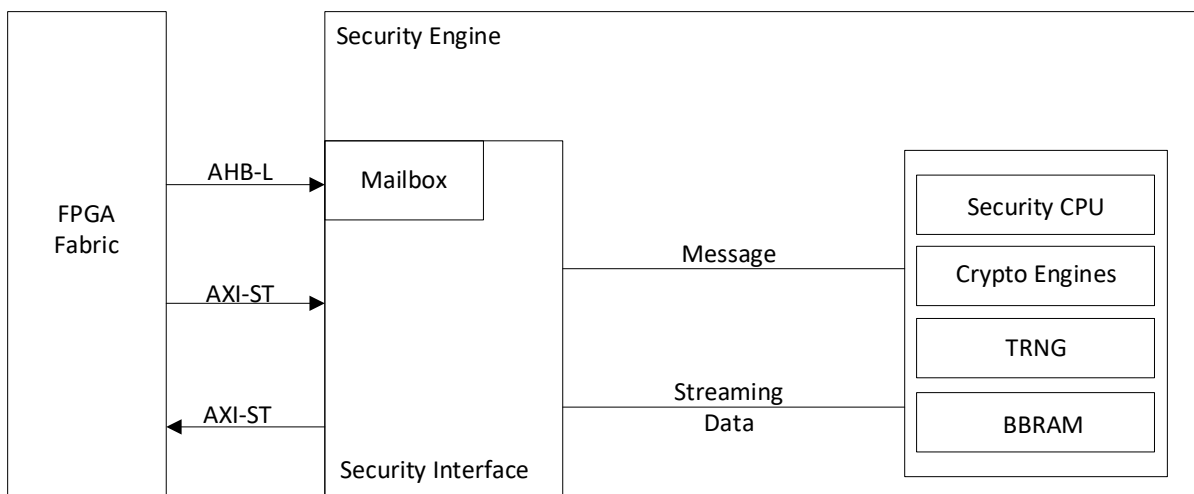 Security Engine
AHB-L
Mailbox
FPGA
Fabric
AXI-ST
AXI-ST
Security Interface
Message
Streaming
Data
Security CPU
Crypto Engines
TRNG
BBRAM